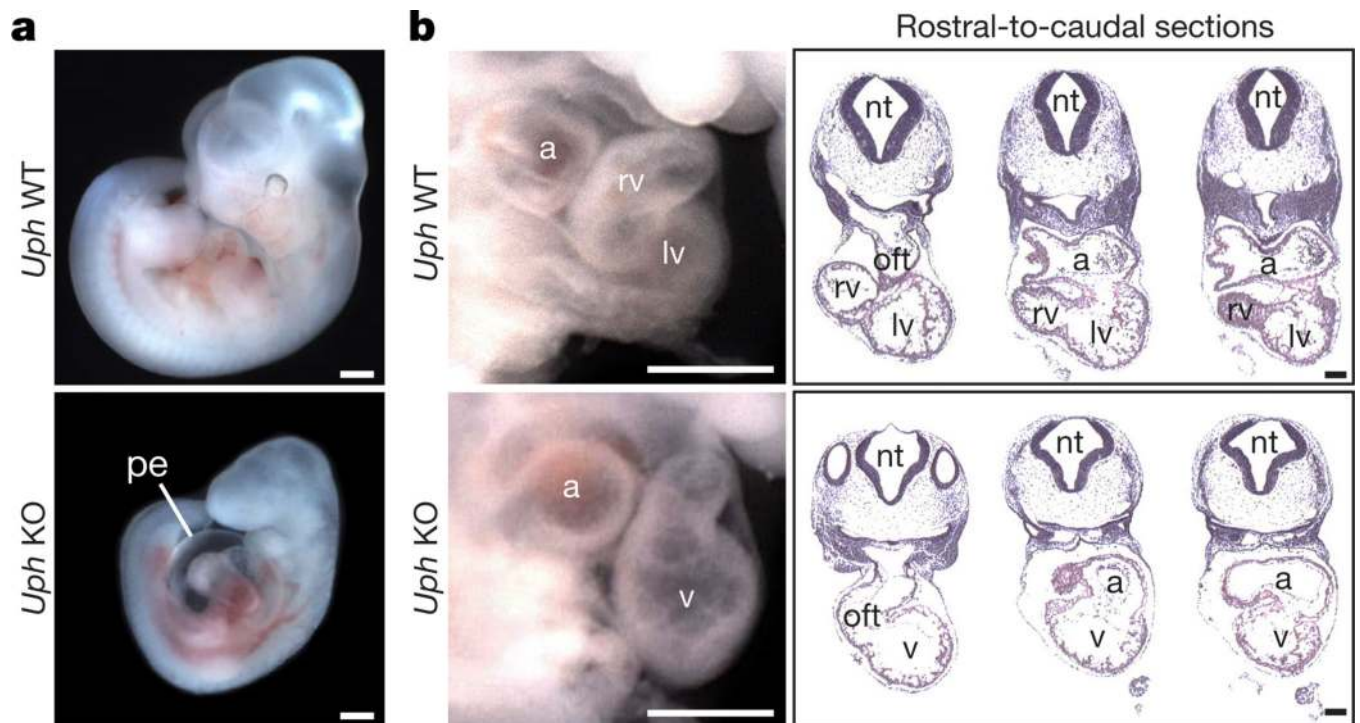 a
b
Rostral-to-caudal sections
Uph WT
a
rv
lv
nt
oft
rv
lv
nt
a
rv
lv
nt
a
rv
lv
Uph KO
pe
a
v
nt
oft
v
nt
a
v
nt
a
v
Uph WT
Uph KO